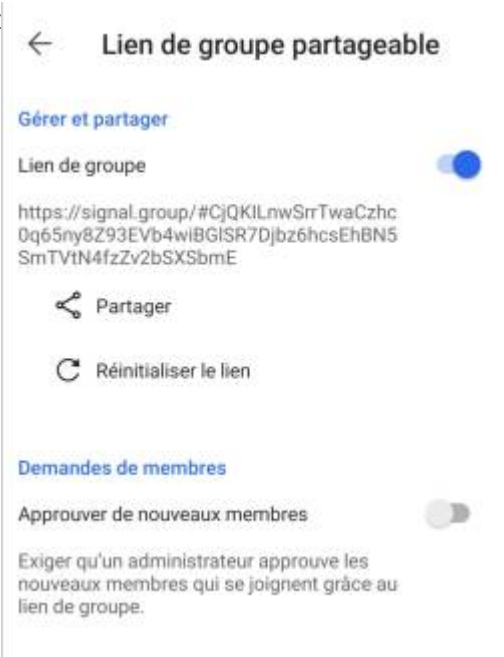 Lien de groupe partageable
Gérer et partager
Lien de groupe
https://signal.group/#CjQKILnwSrrTwaCzhc
0q65ny8Z93EVb4wiBGlSR7Djbz6hcsEhBN5
SmTVtN4fzZv2bSXSbmE
Partager
Réinitialiser le lien
Demandes de membres
Approuver de nouveaux membres
Exiger qu'un administrateur approuve les
nouveaux membres qui se joignent grâce au
lien de groupe.